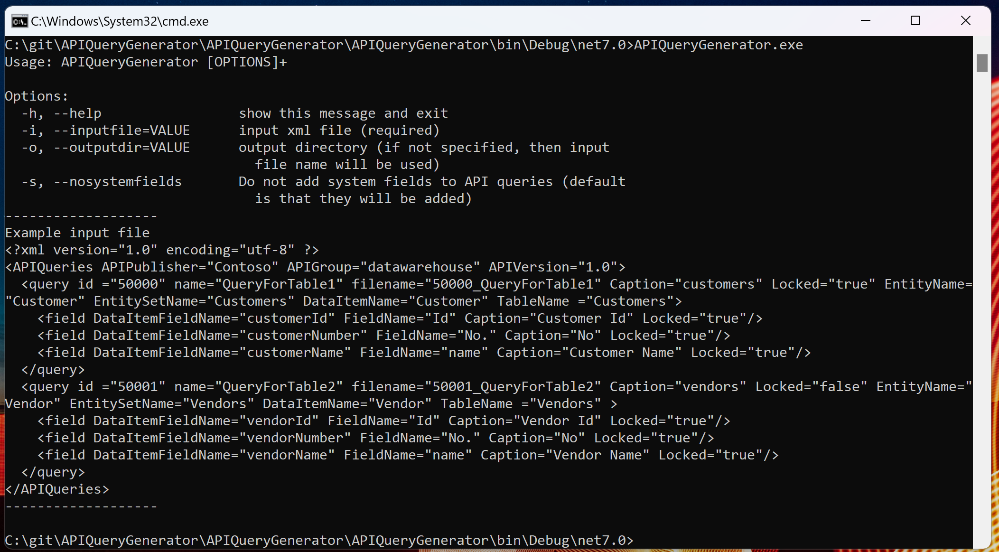 C:\Windows\System32\cmd.exe
C:\git\APIQueryGenerator\APIQueryGenerator\APIQueryGenerator\bin\Debug\net7.0>APIQueryGenerator.exe
Usage: APIQueryGenerator [OPTIONS]+

Options:
  -h, --help                 show this message and exit
  -i, --inputfile=VALUE      input xml file (required)
  -o, --outputdir=VALUE      output directory (if not specified, then input
                               file name will be used)
  -s, --nosystemfields       Do not add system fields to API queries (default
                               is that they will be added)
-------------------
Example input file
<?xml version="1.0" encoding="utf-8" ?>
<APIQueries APIPublisher="Contoso" APIGroup="datawarehouse" APIVersion="1.0">
  <query id ="50000" name="QueryForTable1" filename="50000_QueryForTable1" Caption="customers" Locked="true" EntityName=
"Customer" EntitySetName="Customers" DataItemName="Customer" TableName ="Customers">
    <field DataItemFieldName="customerId" FieldName="Id" Caption="Customer Id" Locked="true"/>
    <field DataItemFieldName="customerNumber" FieldName="No." Caption="No" Locked="true"/>
    <field DataItemFieldName="customerName" FieldName="name" Caption="Customer Name" Locked="true"/>
  </query>
  <query id ="50001" name="QueryForTable2" filename="50001_QueryForTable2" Caption="vendors" Locked="false" EntityName="
Vendor" EntitySetName="Vendors" DataItemName="Vendor" TableName ="Vendors" >
    <field DataItemFieldName="vendorId" FieldName="Id" Caption="Vendor Id" Locked="true"/>
    <field DataItemFieldName="vendorNumber" FieldName="No." Caption="No" Locked="true"/>
    <field DataItemFieldName="vendorName" FieldName="name" Caption="Vendor Name" Locked="true"/>
  </query>
</APIQueries>
-------------------

C:\git\APIQueryGenerator\APIQueryGenerator\APIQueryGenerator\bin\Debug\net7.0>